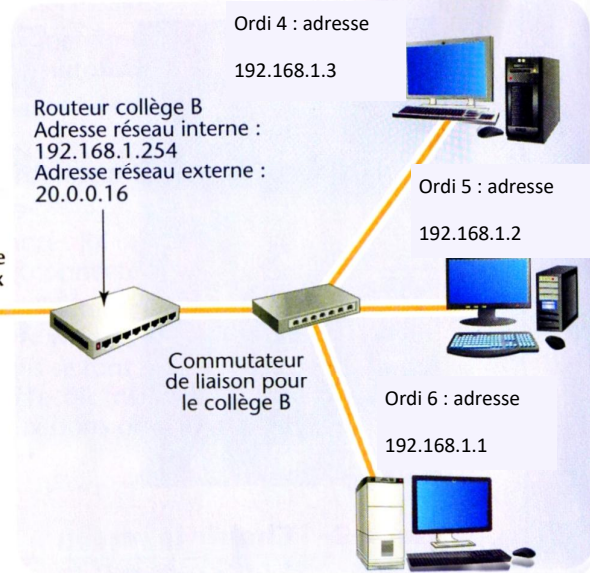 Ordi 4 : adresse
192.168.1.3
Routeur collège B
Adresse réseau interne :
192.168.1.254
Adresse réseau externe :
20.0.0.16
Ordi 5 : adresse
192.168.1.2
Commutateur
de liaison pour
le collège B
Ordi 6 : adresse
192.168.1.1